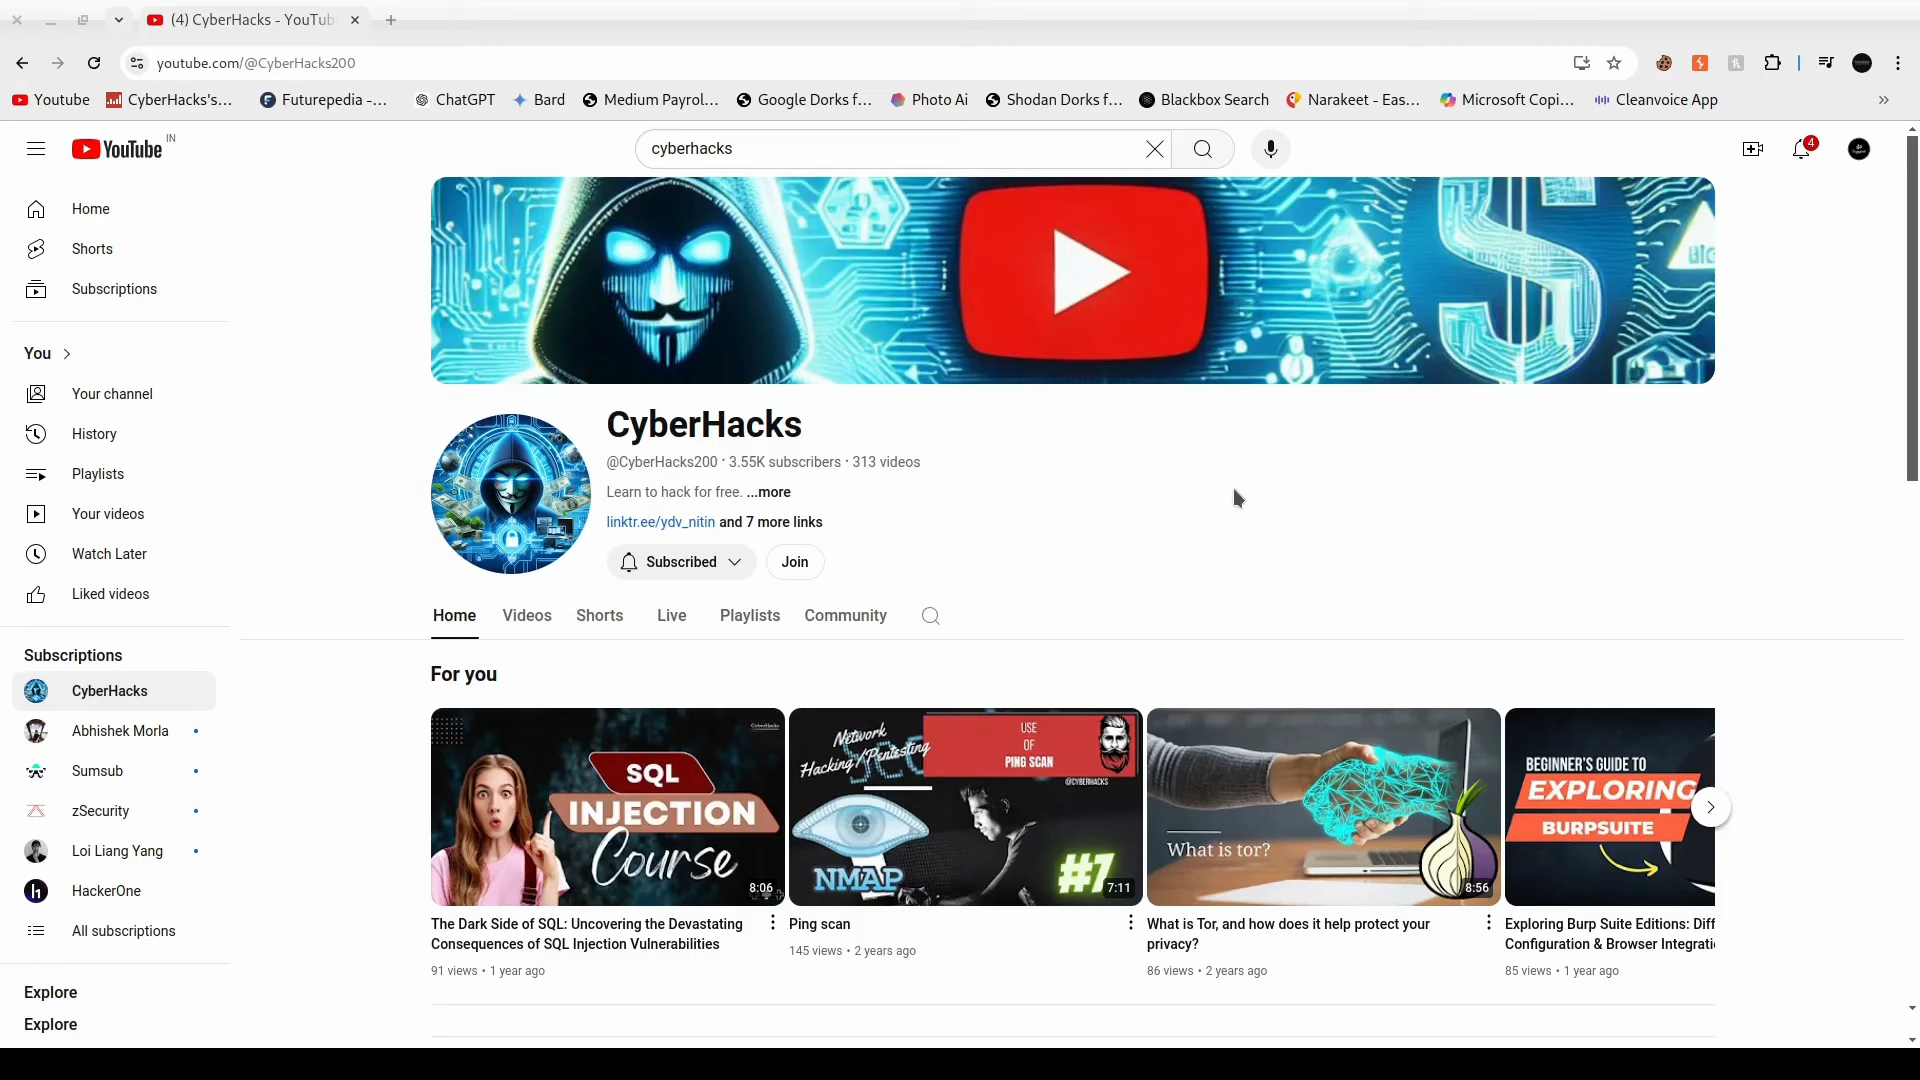 (4) CyberHacks - YouTub
youtube.com/@CyberHacks200
Youtube
CyberHacks's...
Futurepedia -...
ChatGPT
Bard
Medium Payrol...
Google Dorks f...
Photo Ai
Shodan Dorks f...
Blackbox Search
Narakeet - Eas...
Microsoft Copi...
Cleanvoice App
YouTube IN
cyberhacks
4
Home
Shorts
Subscriptions
You
Your channel
History
Playlists
Your videos
Watch Later
Liked videos
Subscriptions
CyberHacks
Abhishek Morla
Sumsub
zSecurity
Loi Liang Yang
HackerOne
All subscriptions
Explore
Explore
CyberHacks
@CyberHacks200 · 3.55K subscribers · 313 videos
Learn to hack for free. ...more
linktr.ee/ydv_nitin and 7 more links
Subscribed
Join
Home
Videos
Shorts
Live
Playlists
Community
For you
CyberHacks
SQL
INJECTION
Course
8:06
The Dark Side of SQL: Uncovering the Devastating
Consequences of SQL Injection Vulnerabilities
91 views • 1 year ago
Network
Hacking/Pentesting
USE
OF
PING SCAN
@CYBERHACKS
NMAP
#7
7:11
Ping scan
145 views • 2 years ago
What is tor?
8:56
What is Tor, and how does it help protect your
privacy?
86 views • 2 years ago
BEGINNER'S GUIDE TO
EXPLORING
BURPSUITE
Exploring Burp Suite Editions: Diff
Configuration & Browser Integrati
85 views • 1 year ago